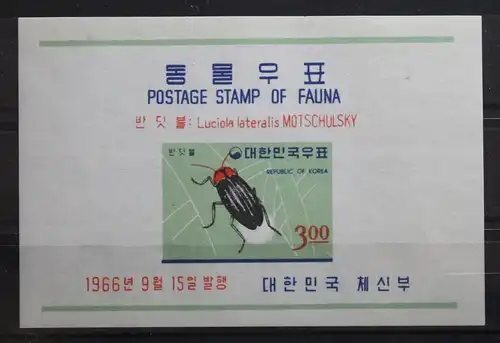 동물우표
POSTAGE STAMP OF FAUNA
반딧불: Luciola lateralis MOTSCHULSKY
반딧불 대한민국우표
REPUBLIC OF KOREA
3.00
1966년 9월 15일 발행 대한민국 체신부